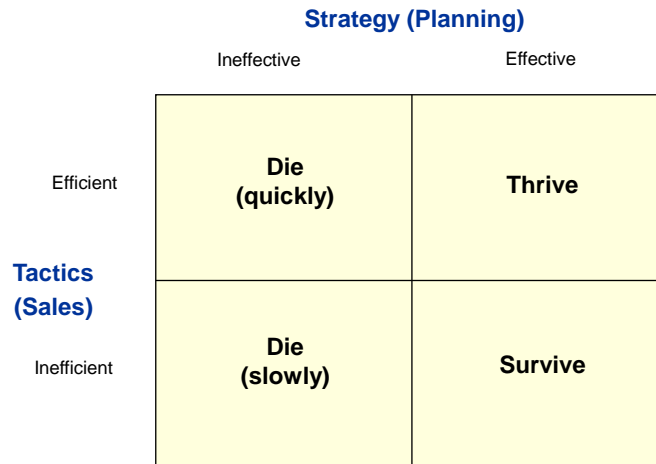 Strategy (Planning)
Ineffective
Effective
Efficient
Die
(quickly)
Thrive
Tactics
(Sales)
Inefficient
Die
(slowly)
Survive